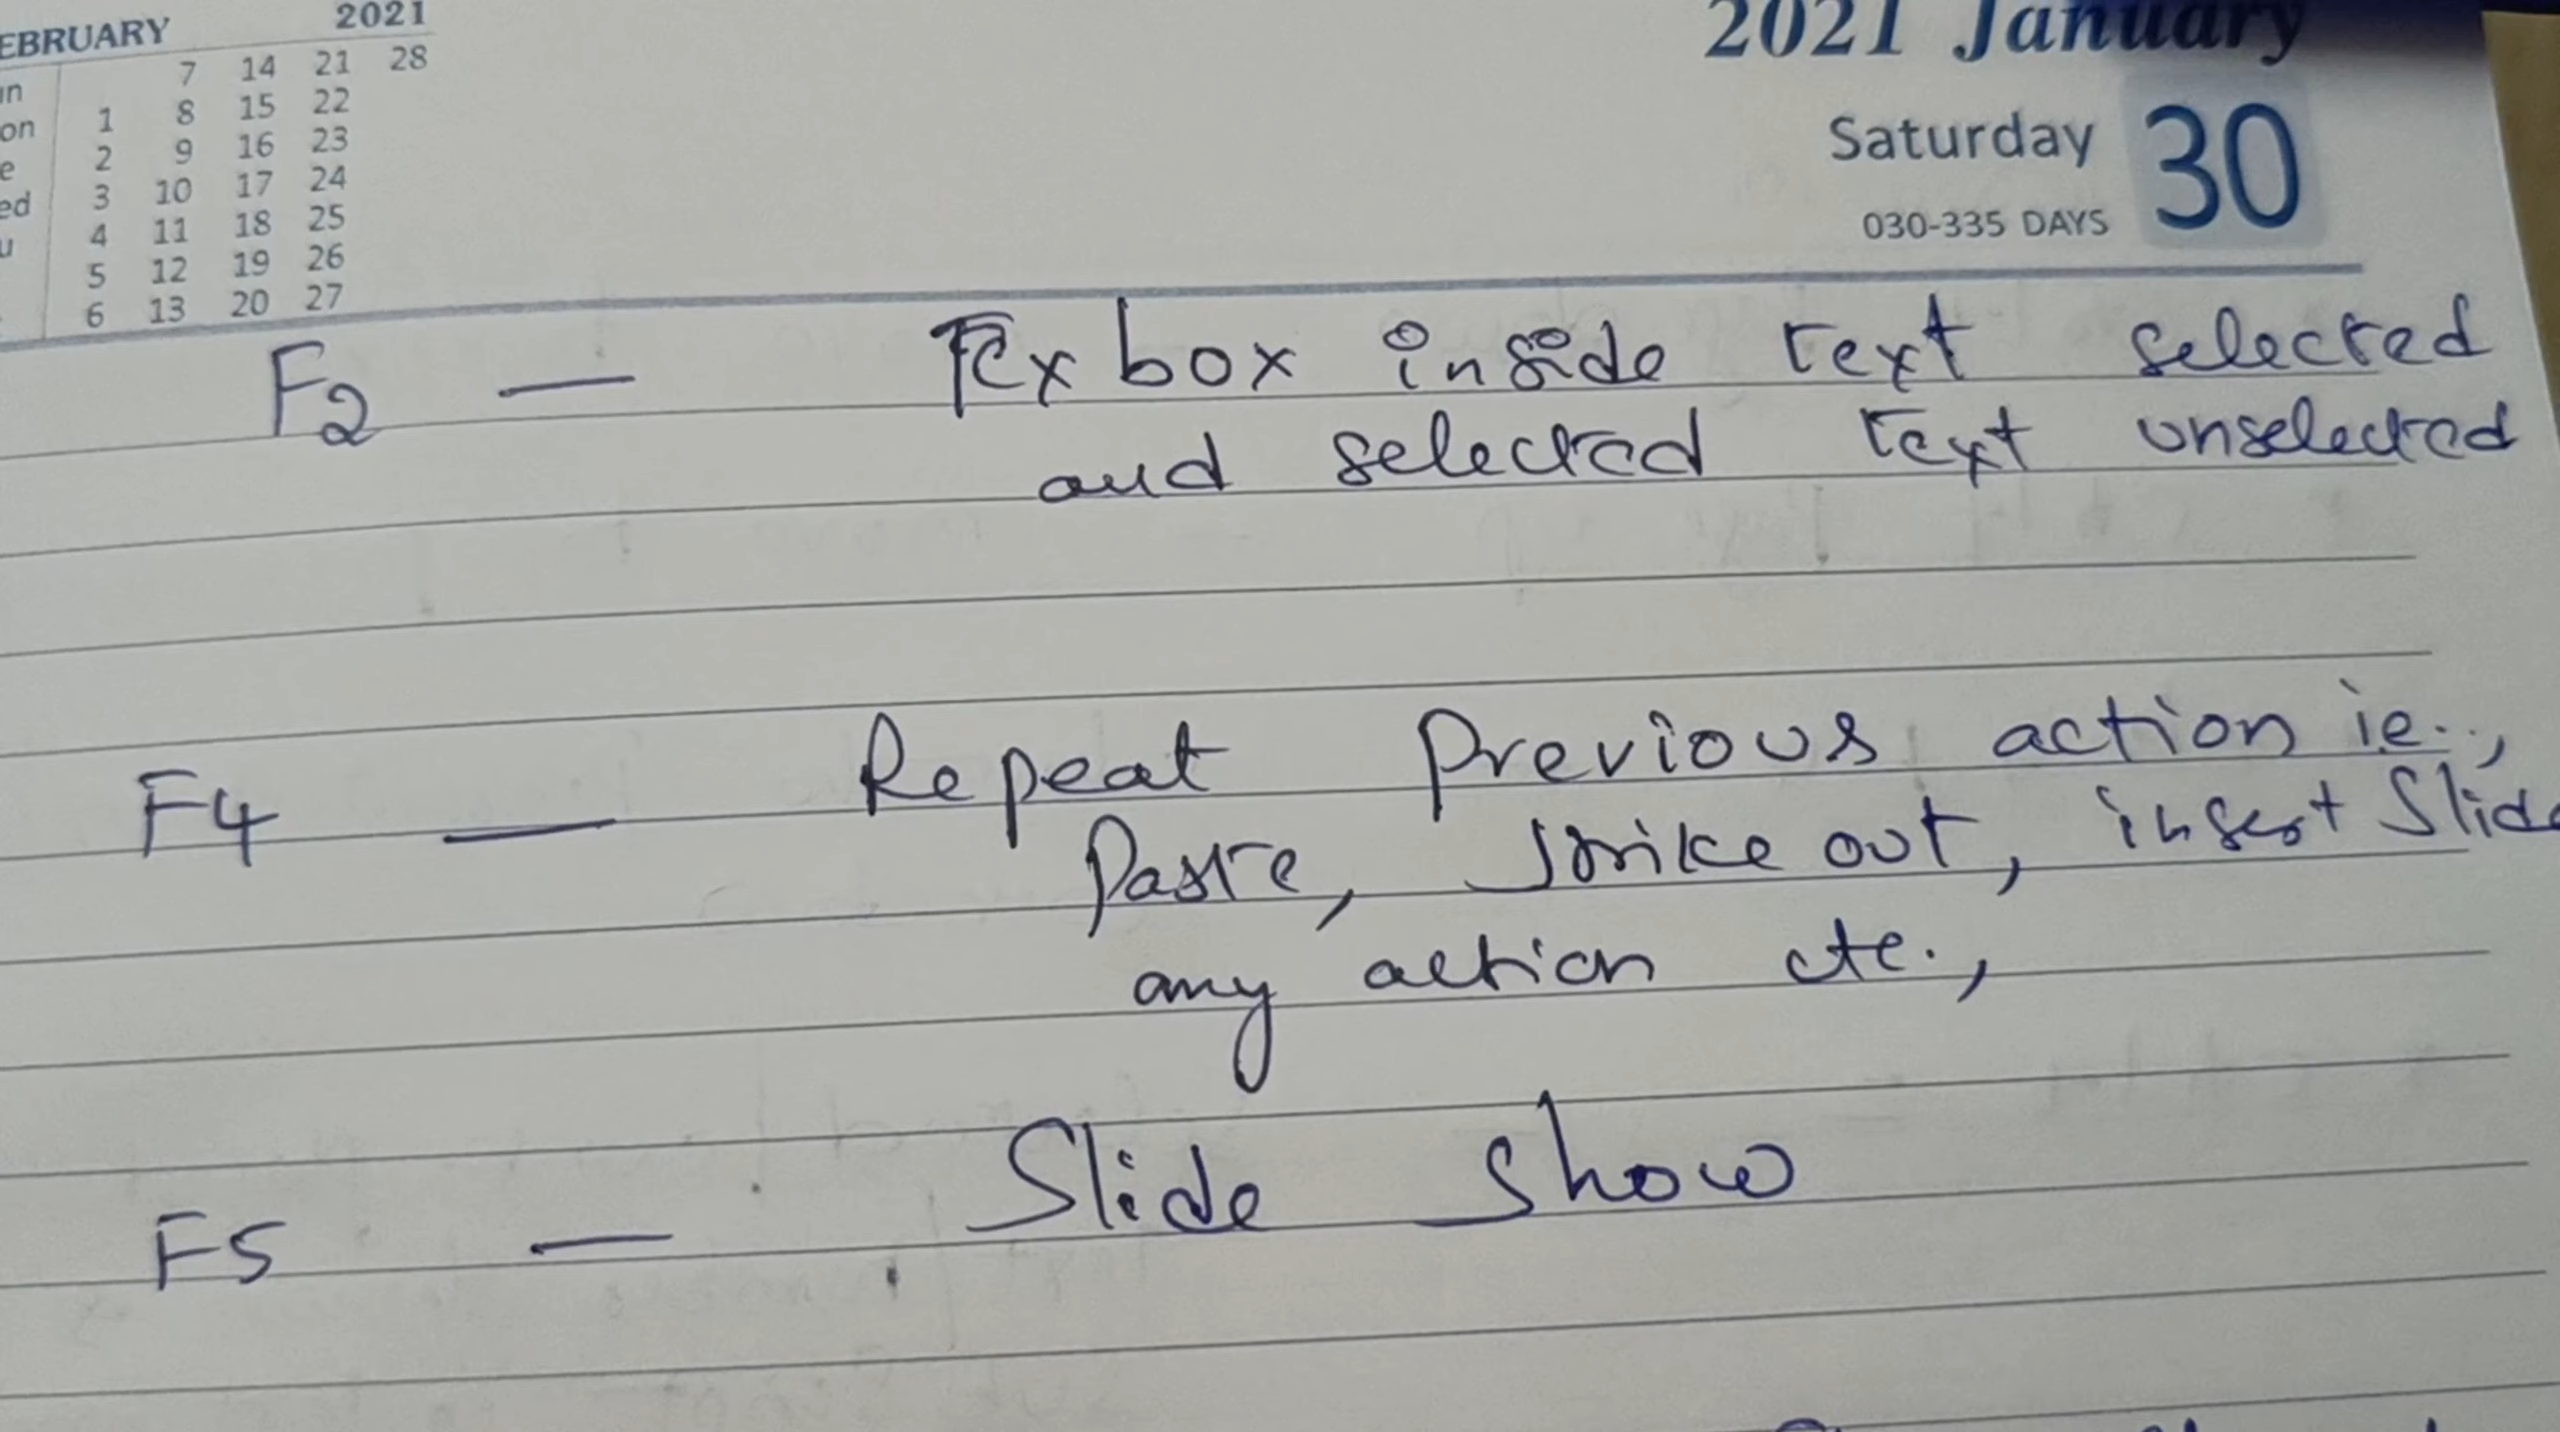 EBRUARY 2021
un 7 14 21 28
on 1 8 15 22
e 2 9 16 23
ed 3 10 17 24
u 4 11 18 25
5 12 19 26
6 13 20 27
2021 January
Saturday 30
030-335 DAYS
F2 — Tex box inside text selected
and selected text unselected
F4 — Repeat Previous action ie.,
Paste, Strike out, insert Slide
any action etc.,
F5 — Slide Show